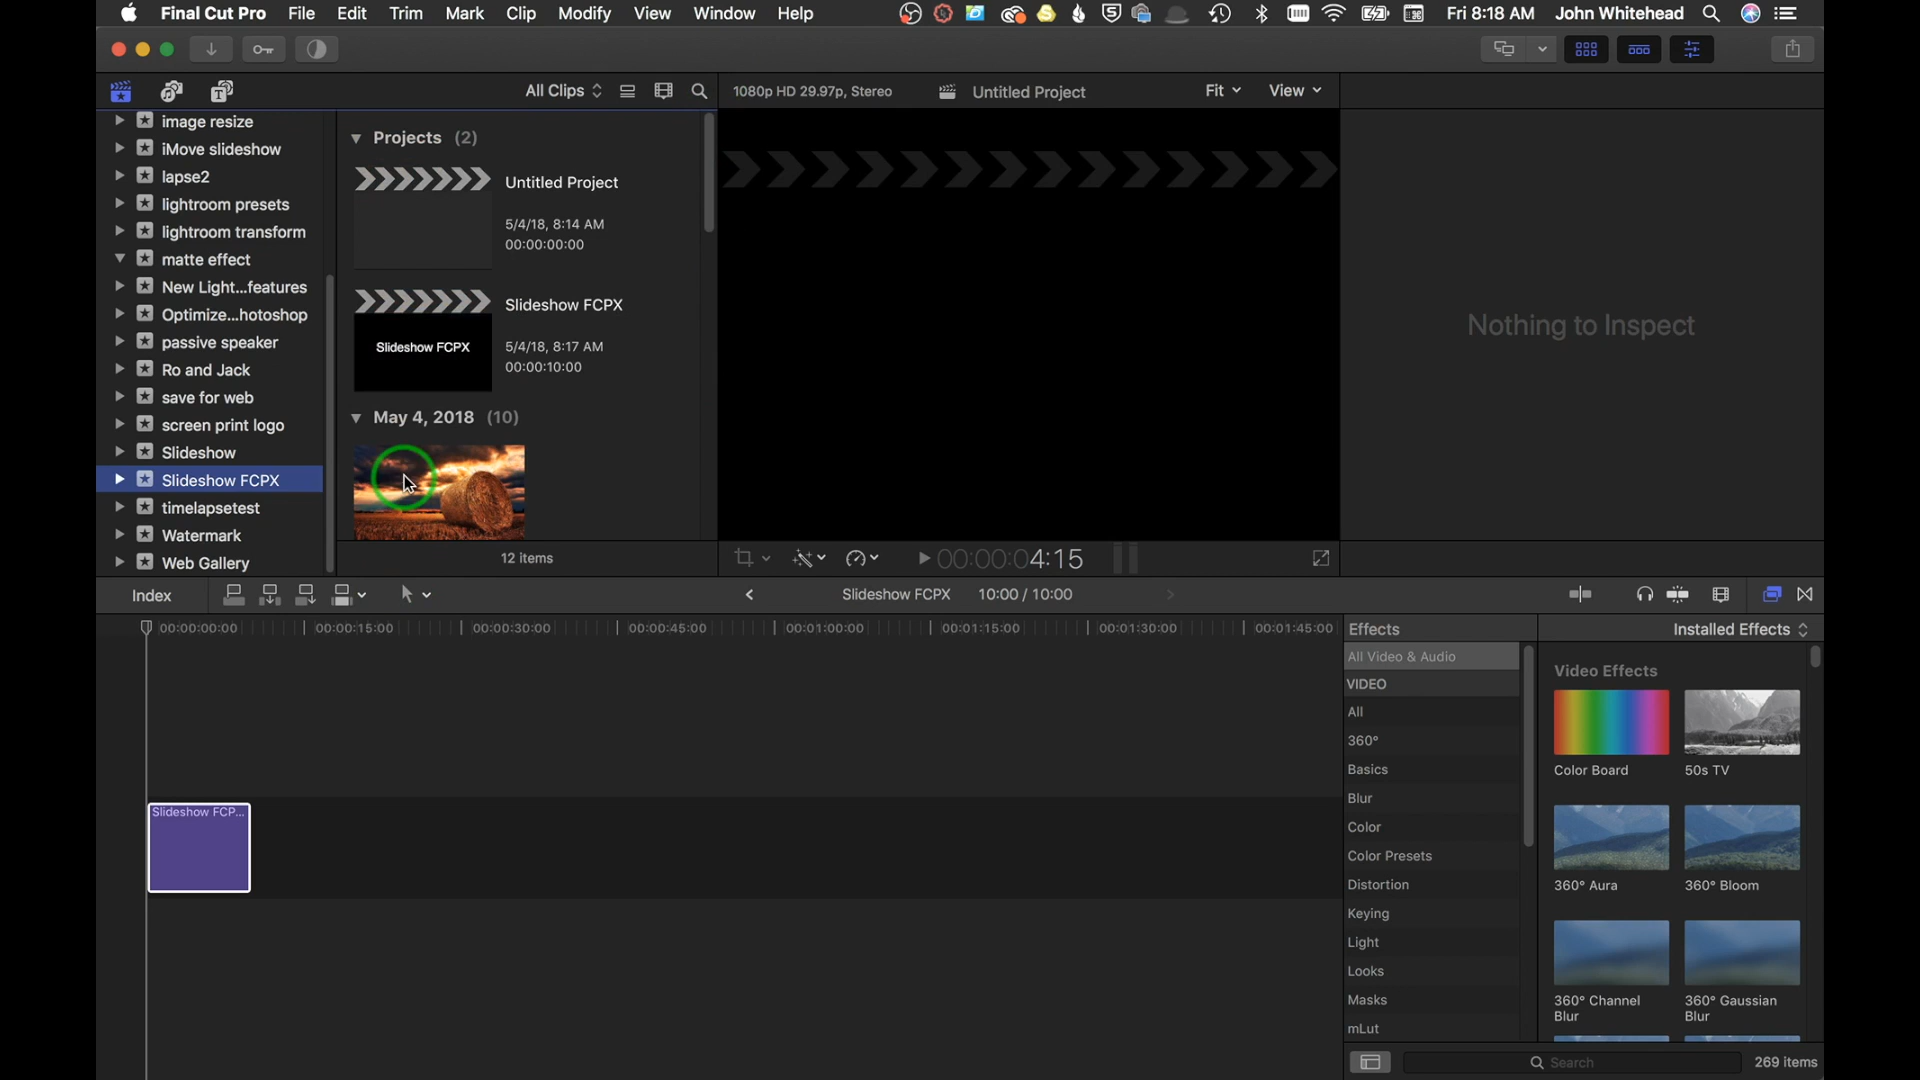 Final Cut Pro File Edit Trim Mark Clip Modify View Window Help Fri 8:18 AM John Whitehead
All Clips
1080p HD 29.97p, Stereo Untitled Project Fit View
image resize
iMove slideshow
lapse2
lightroom presets
lightroom transform
matte effect
New Light...features
Optimize...hotoshop
passive speaker
Ro and Jack
save for web
screen print logo
Slideshow
Slideshow FCPX
timelapsetest
Watermark
Web Gallery
Projects (2)
Untitled Project
5/4/18, 8:14 AM
00:00:00:00
Slideshow FCPX
Slideshow FCPX
5/4/18, 8:17 AM
00:00:10:00
May 4, 2018 (10)
12 items
00:00:04:15
Nothing to Inspect
Index
Slideshow FCPX 10:00 / 10:00
00:00:00:00 00:00:15:00 00:00:30:00 00:00:45:00 00:01:00:00 00:01:15:00 00:01:30:00 00:01:45:00
Slideshow FCP...
Effects
Installed Effects
All Video & Audio
VIDEO
All
360°
Basics
Blur
Color
Color Presets
Distortion
Keying
Light
Looks
Masks
mLut
Video Effects
Color Board
50s TV
360° Aura
360° Bloom
360° Channel
Blur
360° Gaussian
Blur
Search
269 items